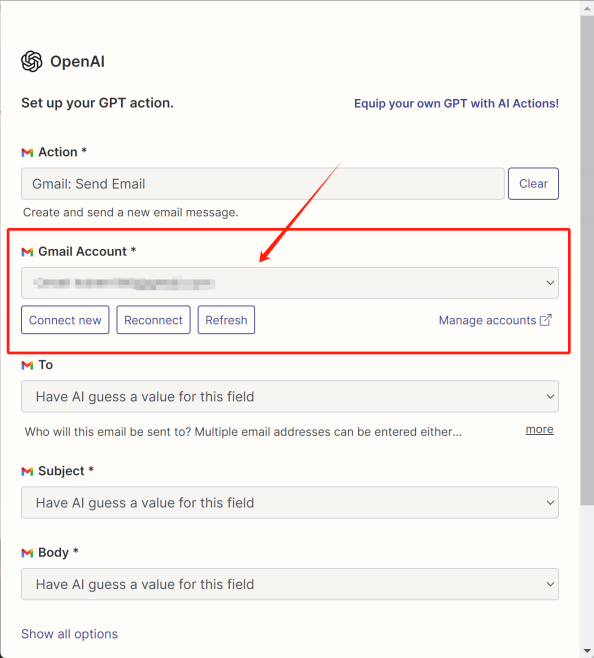 OpenAI
Set up your GPT action.
Equip your own GPT with AI Actions!
Action *
Gmail: Send Email
Clear
Create and send a new email message.
Gmail Account *
Connect new
Reconnect
Refresh
Manage accounts
To
Have AI guess a value for this field
Who will this email be sent to? Multiple email addresses can be entered either...
more
Subject *
Have AI guess a value for this field
Body *
Have AI guess a value for this field
Show all options